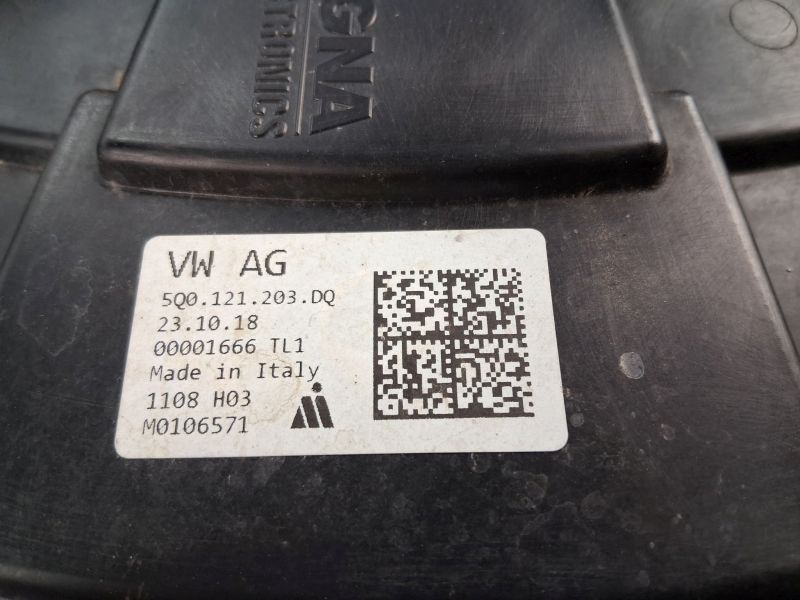 GNA
TRONICS
VW AG
5Q0.121.203.DQ
23.10.18
00001666 TL1
Made in Italy
1108 H03
M0106571